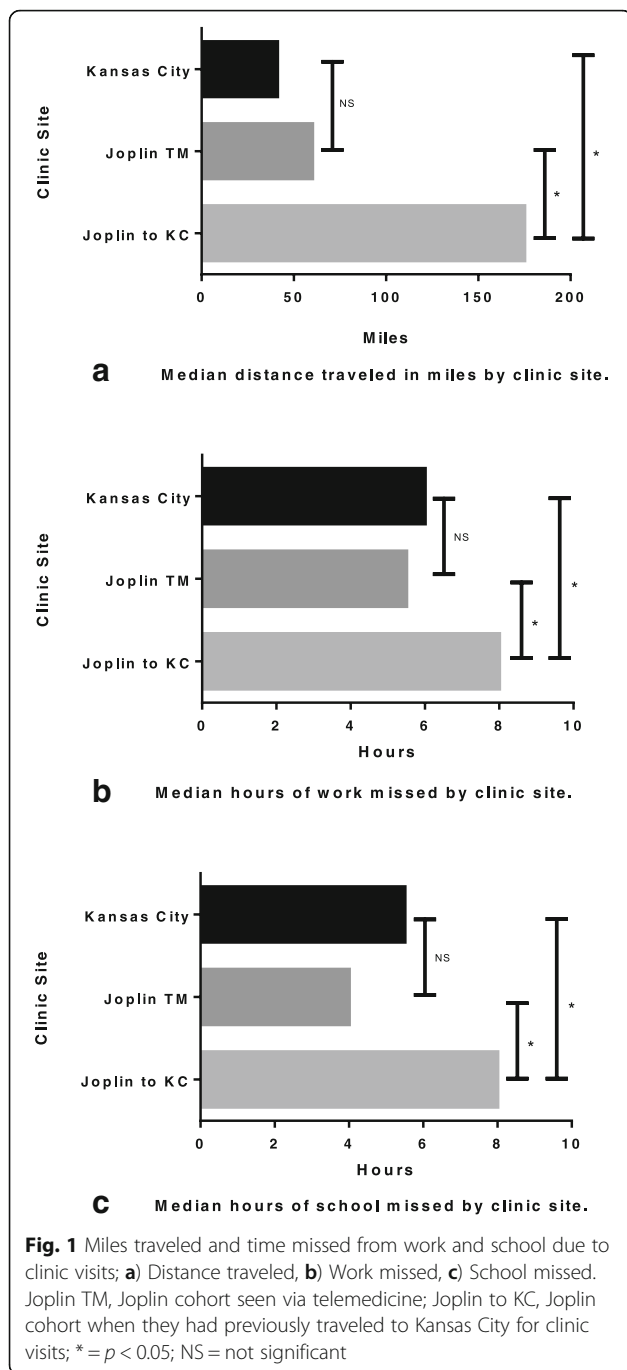 Clinic Site
Kansas City
Joplin TM
Joplin to KC
NS
*
*
0 50 100 150 200
Miles
a Median distance traveled in miles by clinic site.
Clinic Site
Kansas City
Joplin TM
Joplin to KC
NS
*
*
0 2 4 6 8 10
Hours
b Median hours of work missed by clinic site.
Clinic Site
Kansas City
Joplin TM
Joplin to KC
NS
*
*
0 2 4 6 8 10
Hours
c Median hours of school missed by clinic site.
Fig. 1 Miles traveled and time missed from work and school due to
clinic visits; a) Distance traveled, b) Work missed, c) School missed.
Joplin TM, Joplin cohort seen via telemedicine; Joplin to KC, Joplin
cohort when they had previously traveled to Kansas City for clinic
visits; * = p < 0.05; NS = not significant